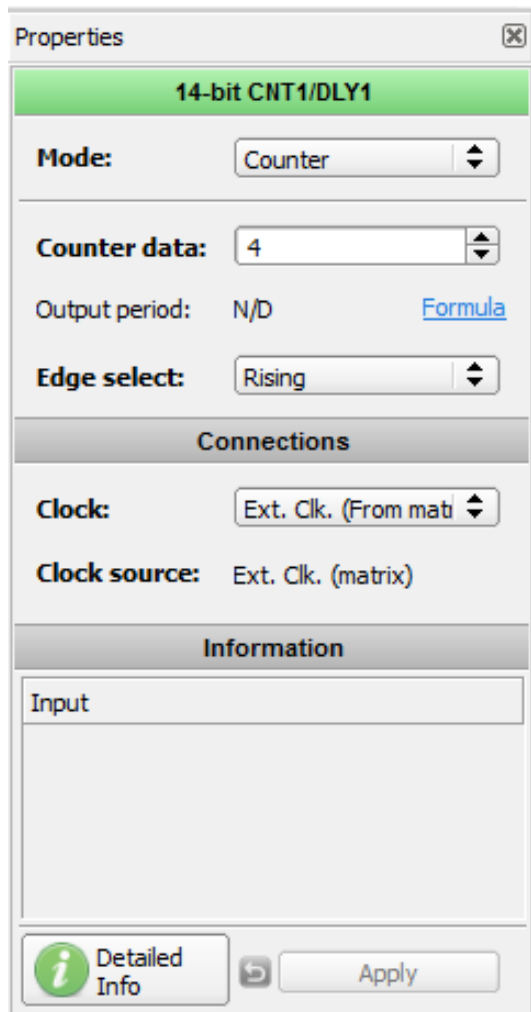 Properties
14-bit CNT1/DLY1
Mode: Counter
Counter data: 4
Output period: N/D Formula
Edge select: Rising
Connections
Clock: Ext. Clk. (From mat
Clock source: Ext. Clk. (matrix)
Information
Input
Detailed
Info
Apply